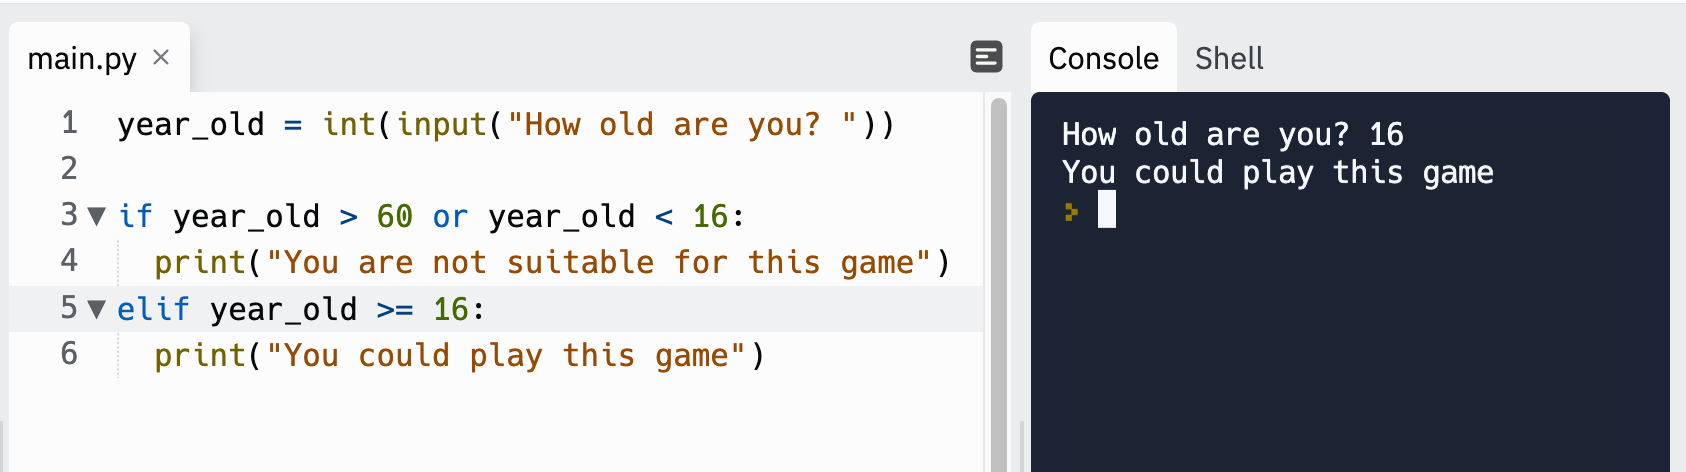 main.py ×
1 year_old = int(input("How old are you? "))
2
3 if year_old > 60 or year_old < 16:
4   print("You are not suitable for this game")
5 elif year_old >= 16:
6   print("You could play this game")
Console Shell
How old are you? 16
You could play this game